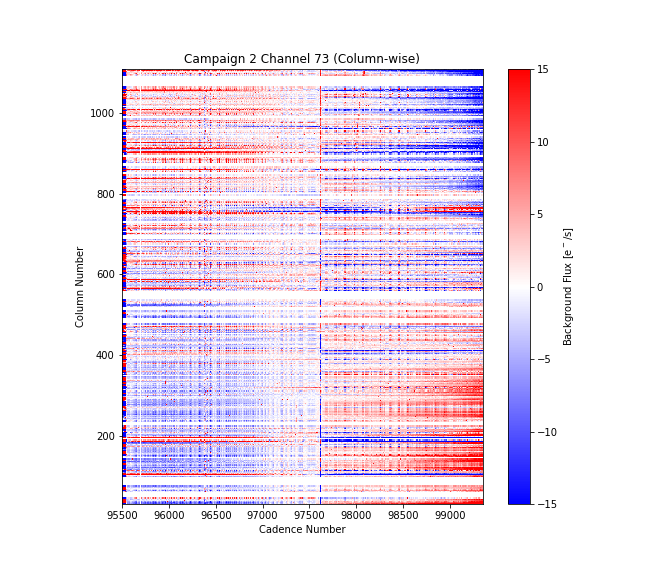 Campaign 2 Channel 73 (Column-wise)
1000
800
600
400
200
Column Number
95500 96000 96500 97000 97500 98000 98500 99000
Cadence Number
15
10
5
0
−5
−10
−15
Background Flux [e⁻/s]